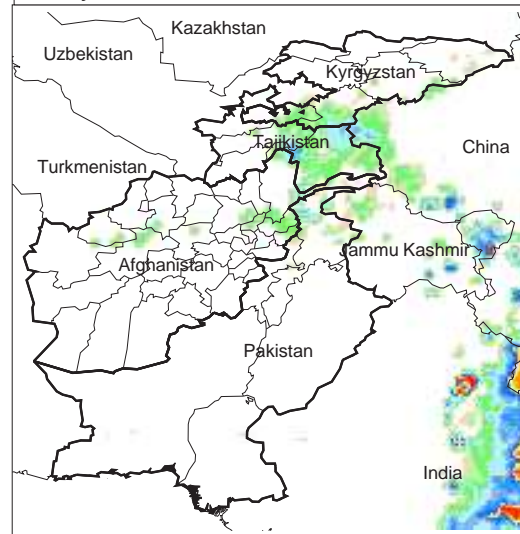 Kazakhstan
Uzbekistan
Kyrgyzstan
Tajikistan
China
Turkmenistan
Jammu Kashmir
Afghanistan
Pakistan
India